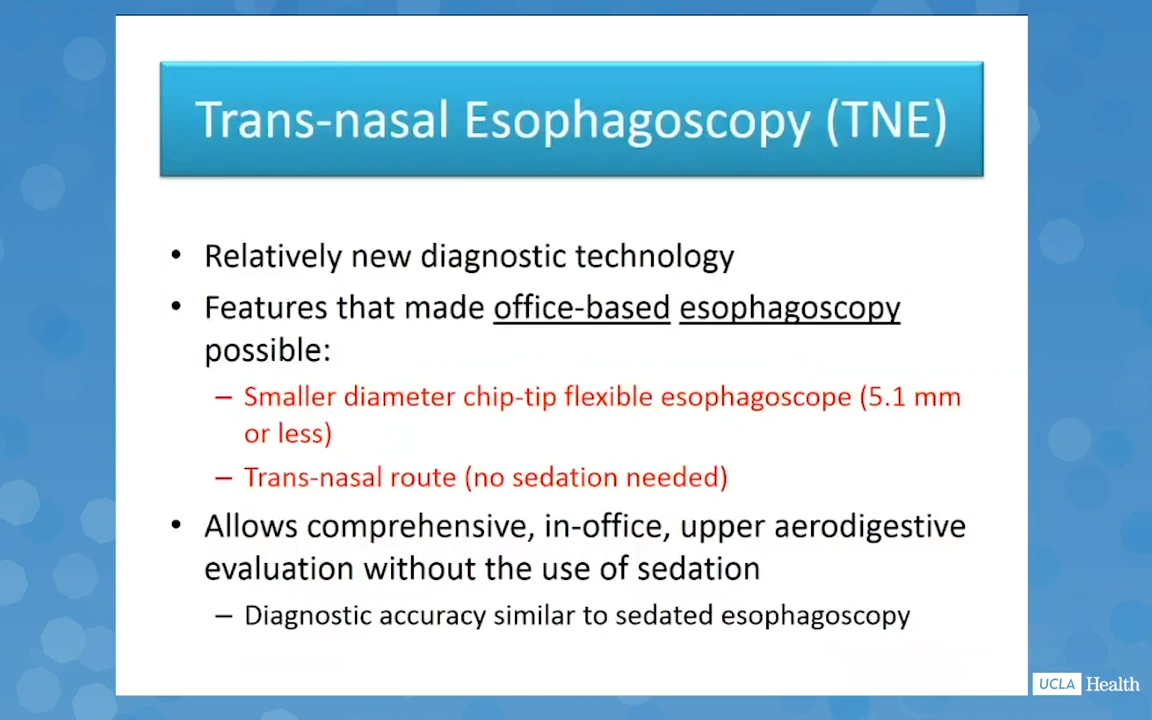 Trans-nasal Esophagoscopy (TNE)
• Relatively new diagnostic technology
• Features that made office-based esophagoscopy
possible:
– Smaller diameter chip-tip flexible esophagoscope (5.1 mm
or less)
– Trans-nasal route (no sedation needed)
• Allows comprehensive, in-office, upper aerodigestive
evaluation without the use of sedation
– Diagnostic accuracy similar to sedated esophagoscopy
UCLA Health